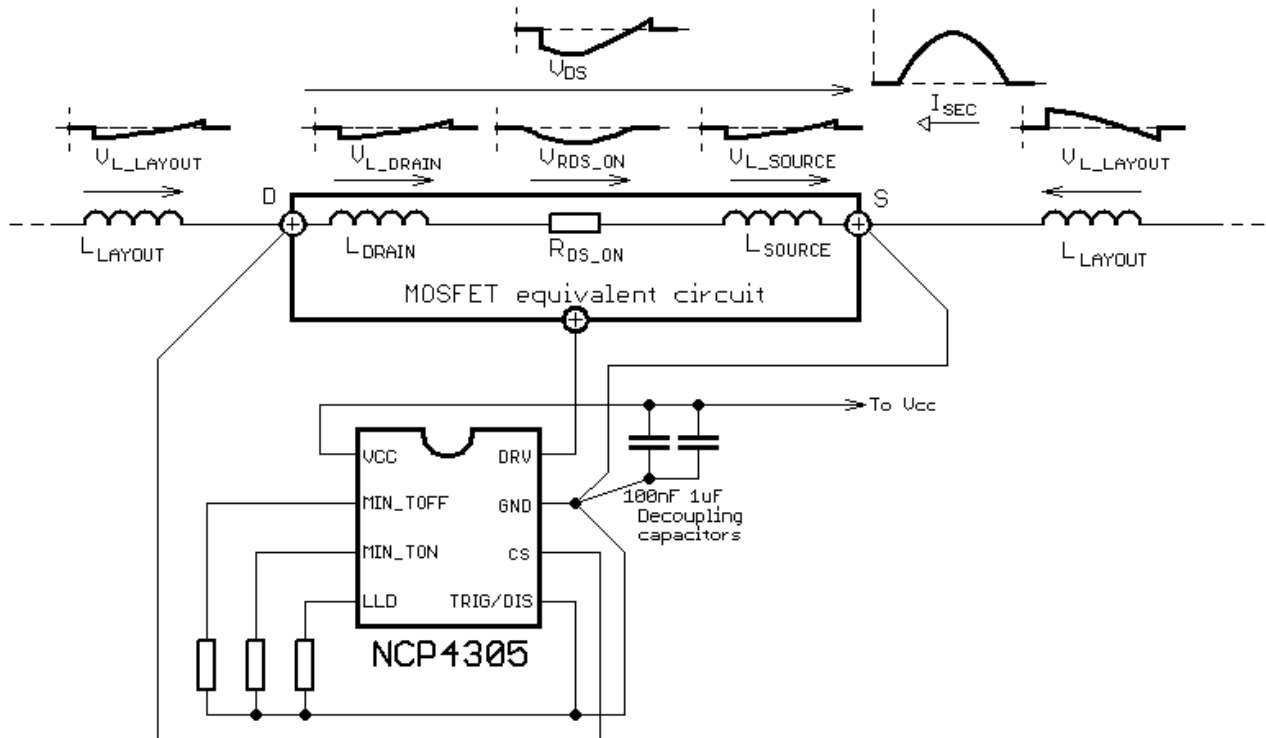 V_DS
I_SEC
V_L_LAYOUT
V_L_DRAIN
V_RDS_ON
V_L_SOURCE
V_L_LAYOUT
D
S
L_LAYOUT
L_DRAIN
R_DS_ON
L_SOURCE
L_LAYOUT
MOSFET equivalent circuit
To Vcc
VCC
DRV
MIN_TOFF
GND
100nF 1uF
Decoupling
capacitors
MIN_TON
CS
LLD
TRIG/DIS
NCP4305